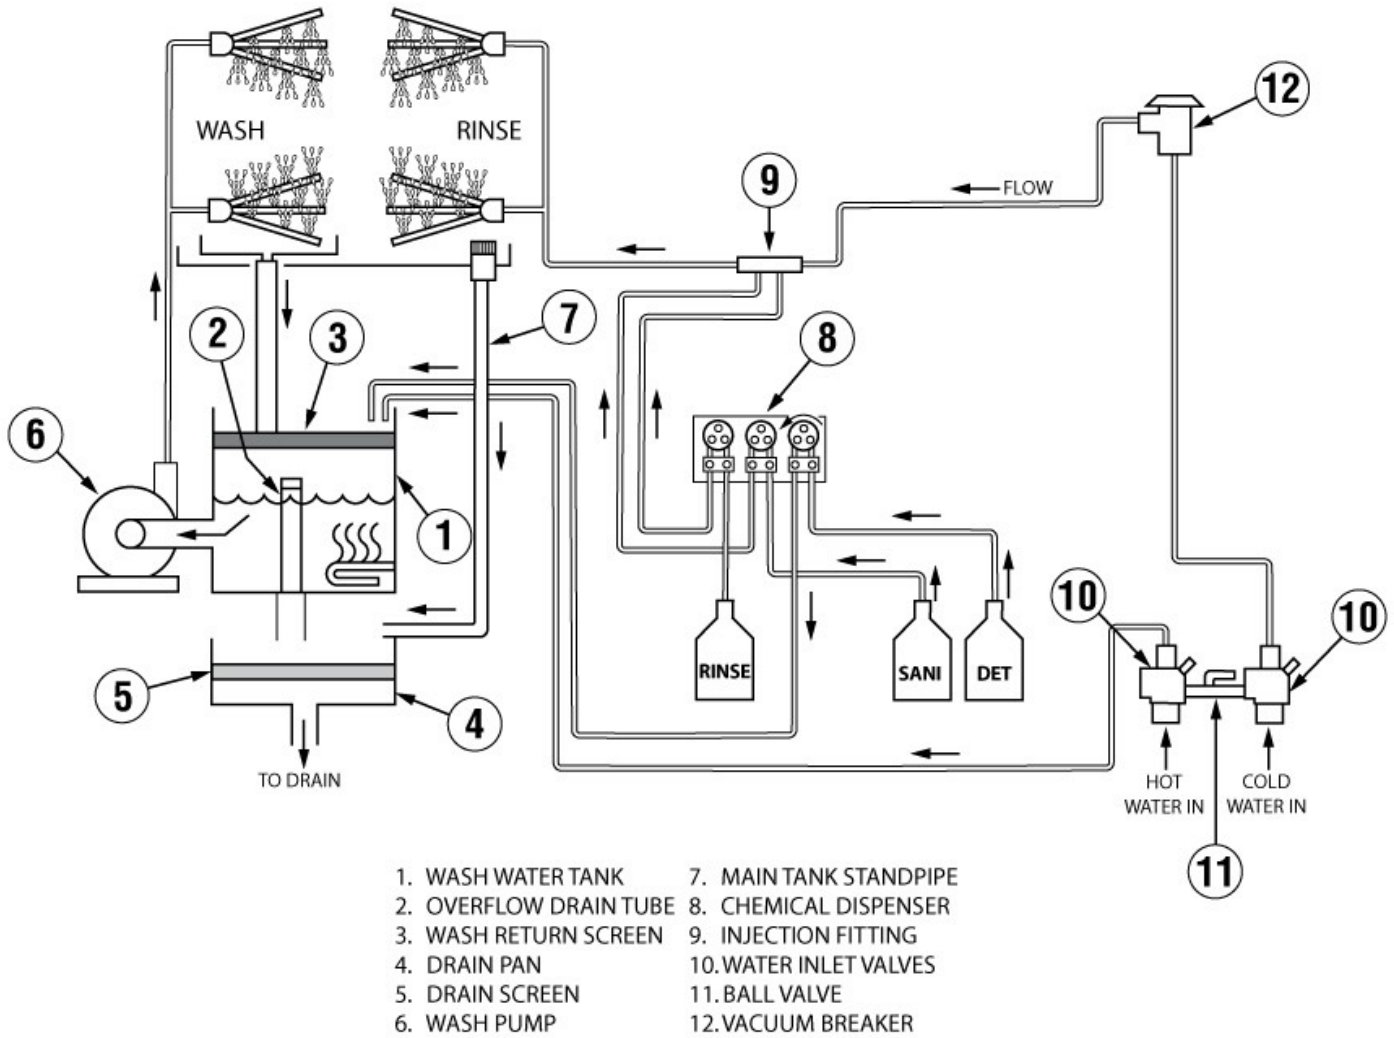 WASH
RINSE
12
9
FLOW
2
3
7
8
6
1
10
10
RINSE
SANI
DET
5
4
TO DRAIN
HOT
WATER IN
COLD
WATER IN
11
1. WASH WATER TANK
2. OVERFLOW DRAIN TUBE
3. WASH RETURN SCREEN
4. DRAIN PAN
5. DRAIN SCREEN
6. WASH PUMP
7. MAIN TANK STANDPIPE
8. CHEMICAL DISPENSER
9. INJECTION FITTING
10. WATER INLET VALVES
11. BALL VALVE
12. VACUUM BREAKER